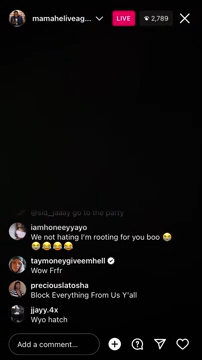 mamaheliveag...
LIVE
2,789
@sid_jaaay go to the party
iamhoneeyyayo
We not hating I'm rooting for you boo 😭
😭😂😂😂
taymoneygiveemhell
Wow Frfr
preciouslatosha
Block Everything From Us Y'all
jjayy.4x
Wyo hatch
Add a comment...